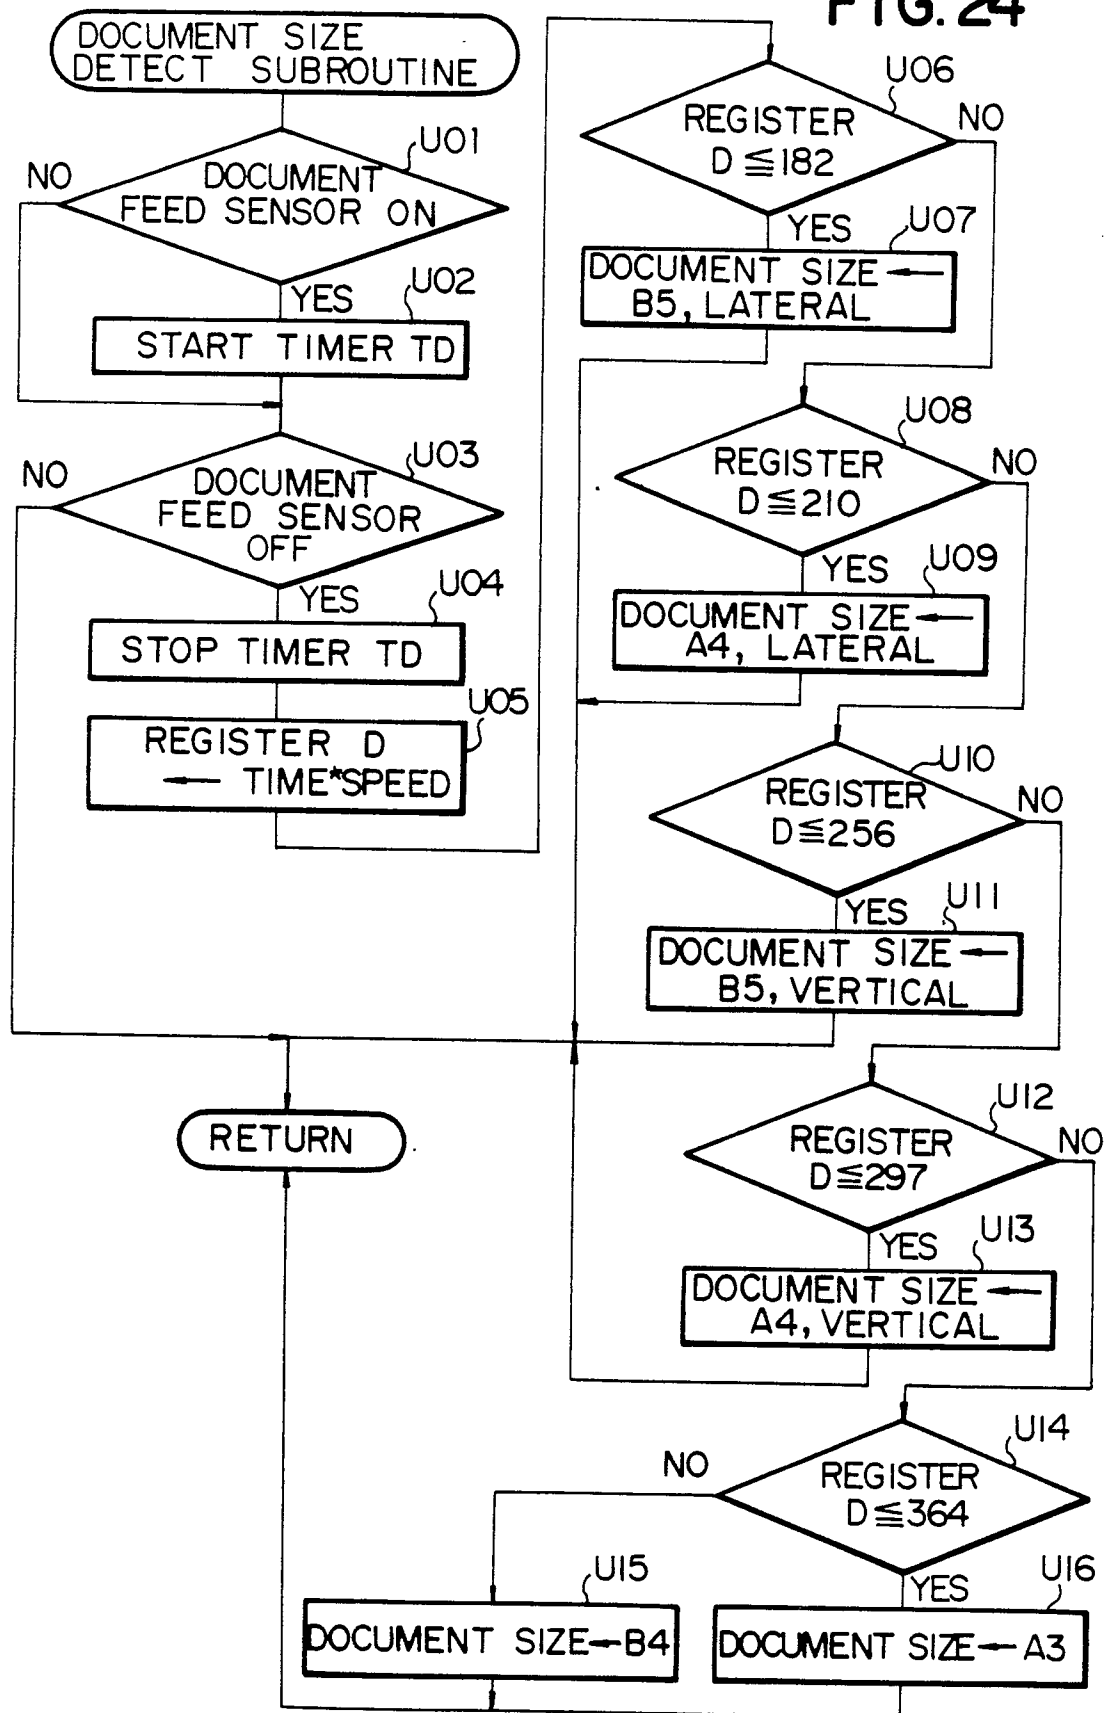 FIG. 24
DOCUMENT SIZE
DETECT SUBROUTINE
U01
NO
DOCUMENT
FEED SENSOR ON
YES
U02
START TIMER TD
U03
NO
DOCUMENT
FEED SENSOR
OFF
YES
U04
STOP TIMER TD
U05
REGISTER D
← TIME*SPEED
U06
REGISTER
D ≦ 182
NO
YES
U07
DOCUMENT SIZE ←
B5, LATERAL
U08
REGISTER
D ≦ 210
NO
YES
U09
DOCUMENT SIZE ←
A4, LATERAL
U10
REGISTER
D ≦ 256
NO
YES
U11
DOCUMENT SIZE ←
B5, VERTICAL
RETURN
U12
REGISTER
D ≦ 297
NO
YES
U13
DOCUMENT SIZE ←
A4, VERTICAL
U14
NO
REGISTER
D ≦ 364
YES
U15
DOCUMENT SIZE ← B4
U16
DOCUMENT SIZE ← A3